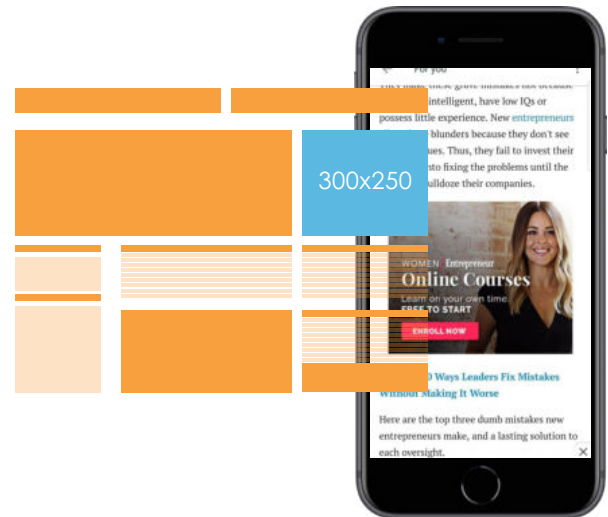 For you
intelligent, have low IQs or
possess little experience. New entrepreneurs
blunders because they don't see
Thus, they fail to invest their
into fixing the problems until the
bulldoze their companies.
300x250
WOMEN Entrepreneur
Online Courses
Learn on your own time
FREE TO START
ENROLL NOW
0 Ways Leaders Fix Mistakes
Without Making It Worse
Here are the top three dumb mistakes new
entrepreneurs make, and a lasting solution to
each oversight.